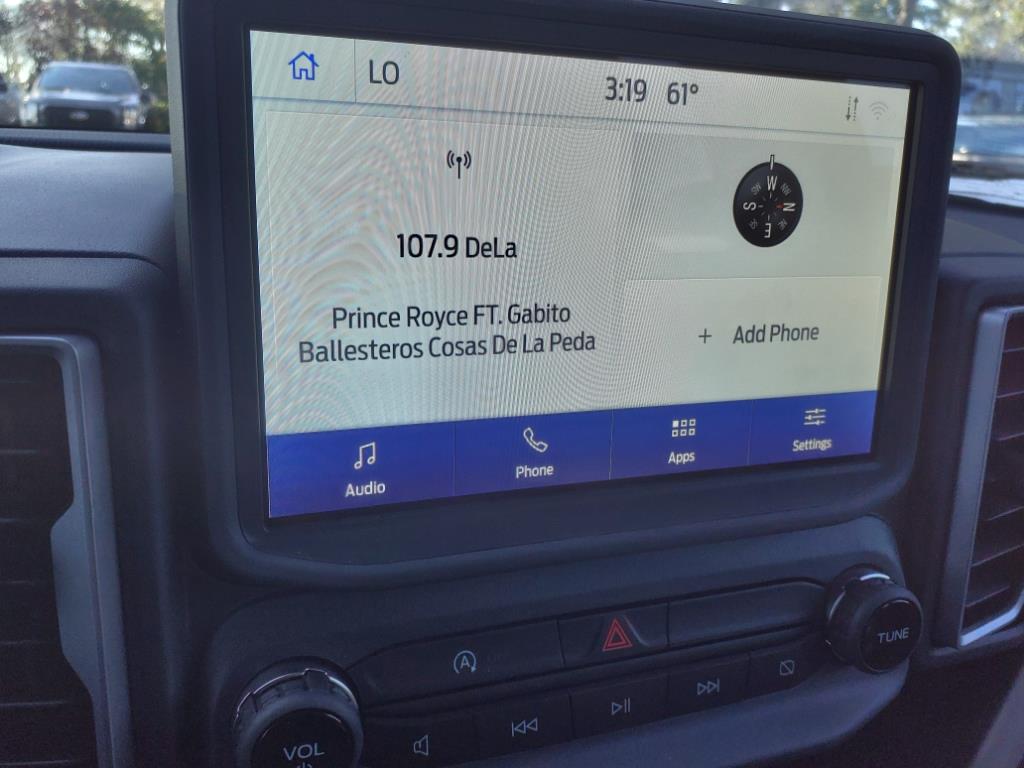 LO
3:19 61°
107.9 DeLa
Prince Royce FT. Gabito
Ballesteros Cosas De La Peda
W
N
S
E
+ Add Phone
Audio
Phone
Apps
Settings
A
TUNE
VOL